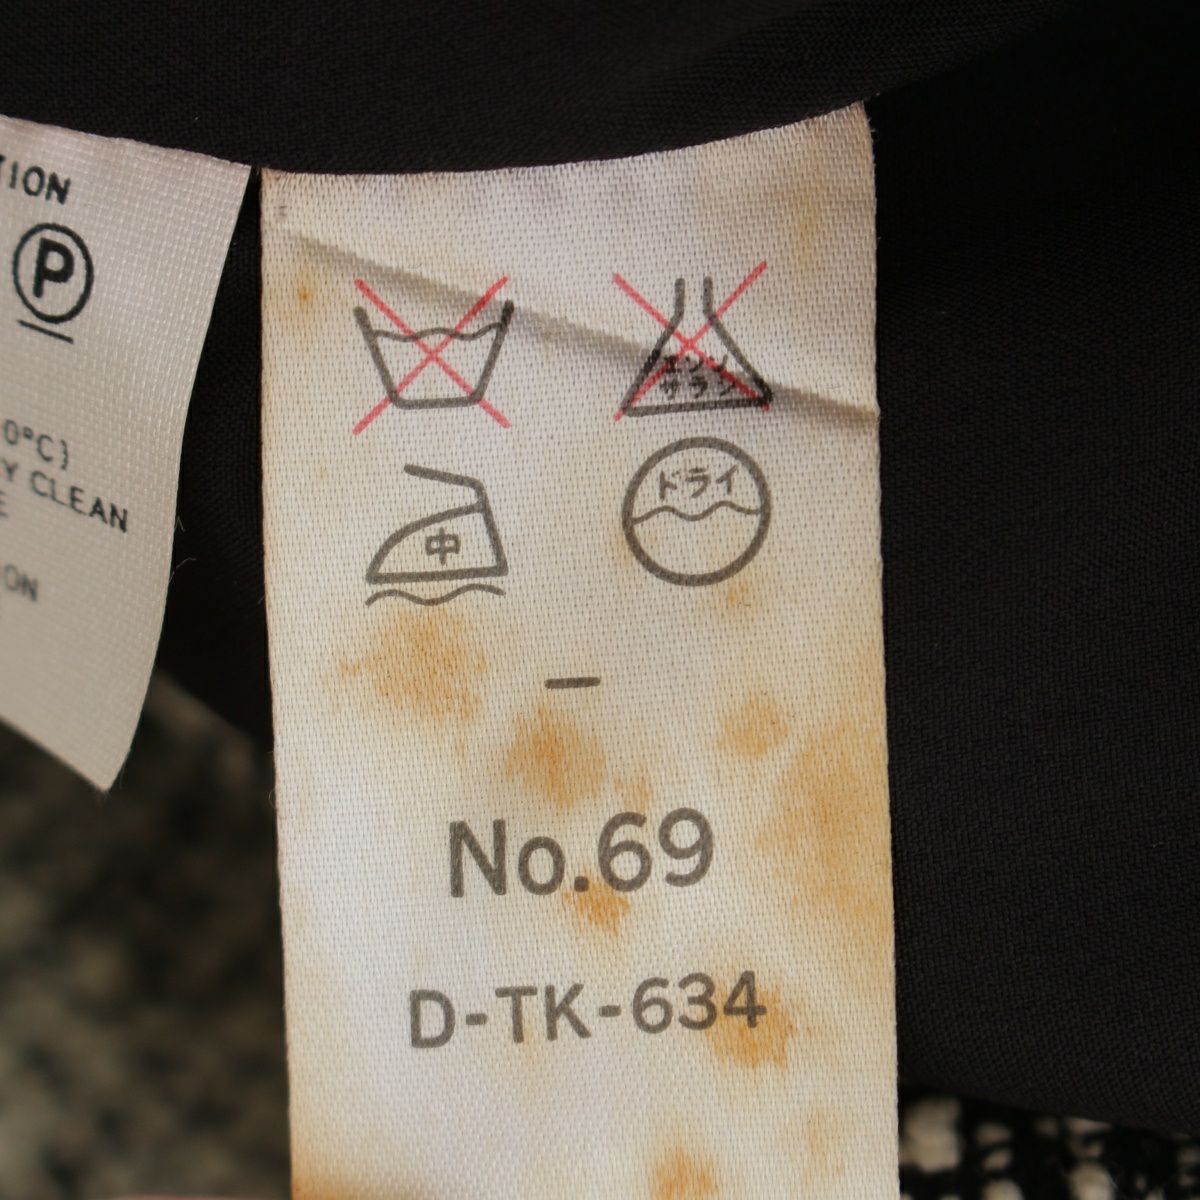 TION
P
0°C)
Y CLEAN
E
ON
エンソ
サラシ
中
ドライ
–
No.69
D-TK-634